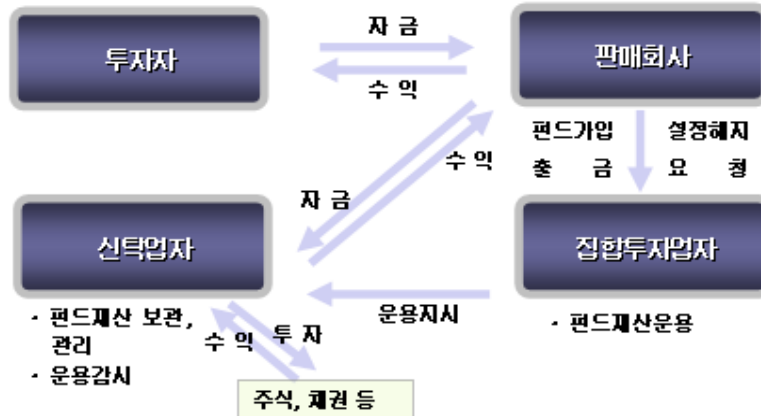 자 금
투자자
판매회사
수 익
펀드가입 설정해지
수 익
출 금 요 청
자 금
신탁업자
집합투자업자
운용지시
· 펀드재산 보관,
관리
· 운용감시
수 익
투 자
· 펀드재산운용
주식, 채권 등